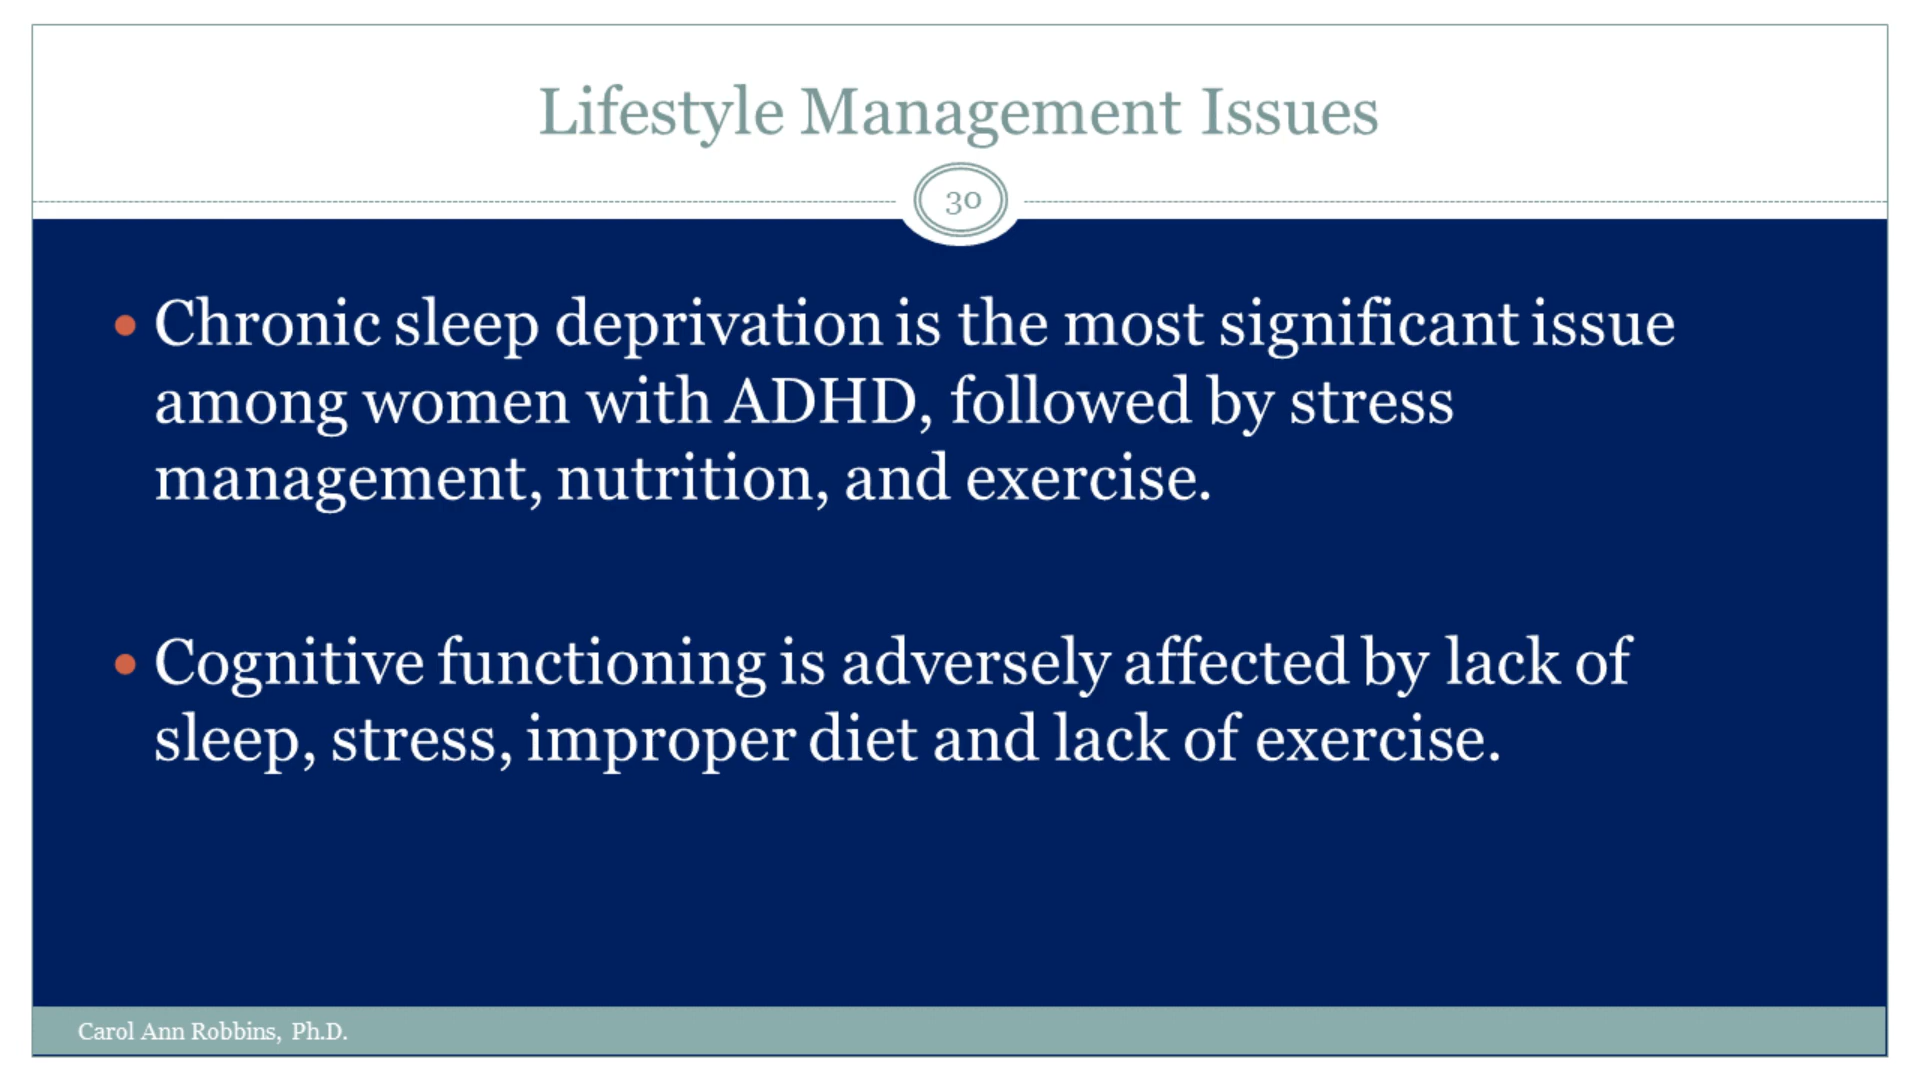 Lifestyle Management Issues
30
• Chronic sleep deprivation is the most significant issue
among women with ADHD, followed by stress
management, nutrition, and exercise.
• Cognitive functioning is adversely affected by lack of
sleep, stress, improper diet and lack of exercise.
Carol Ann Robbins, Ph.D.